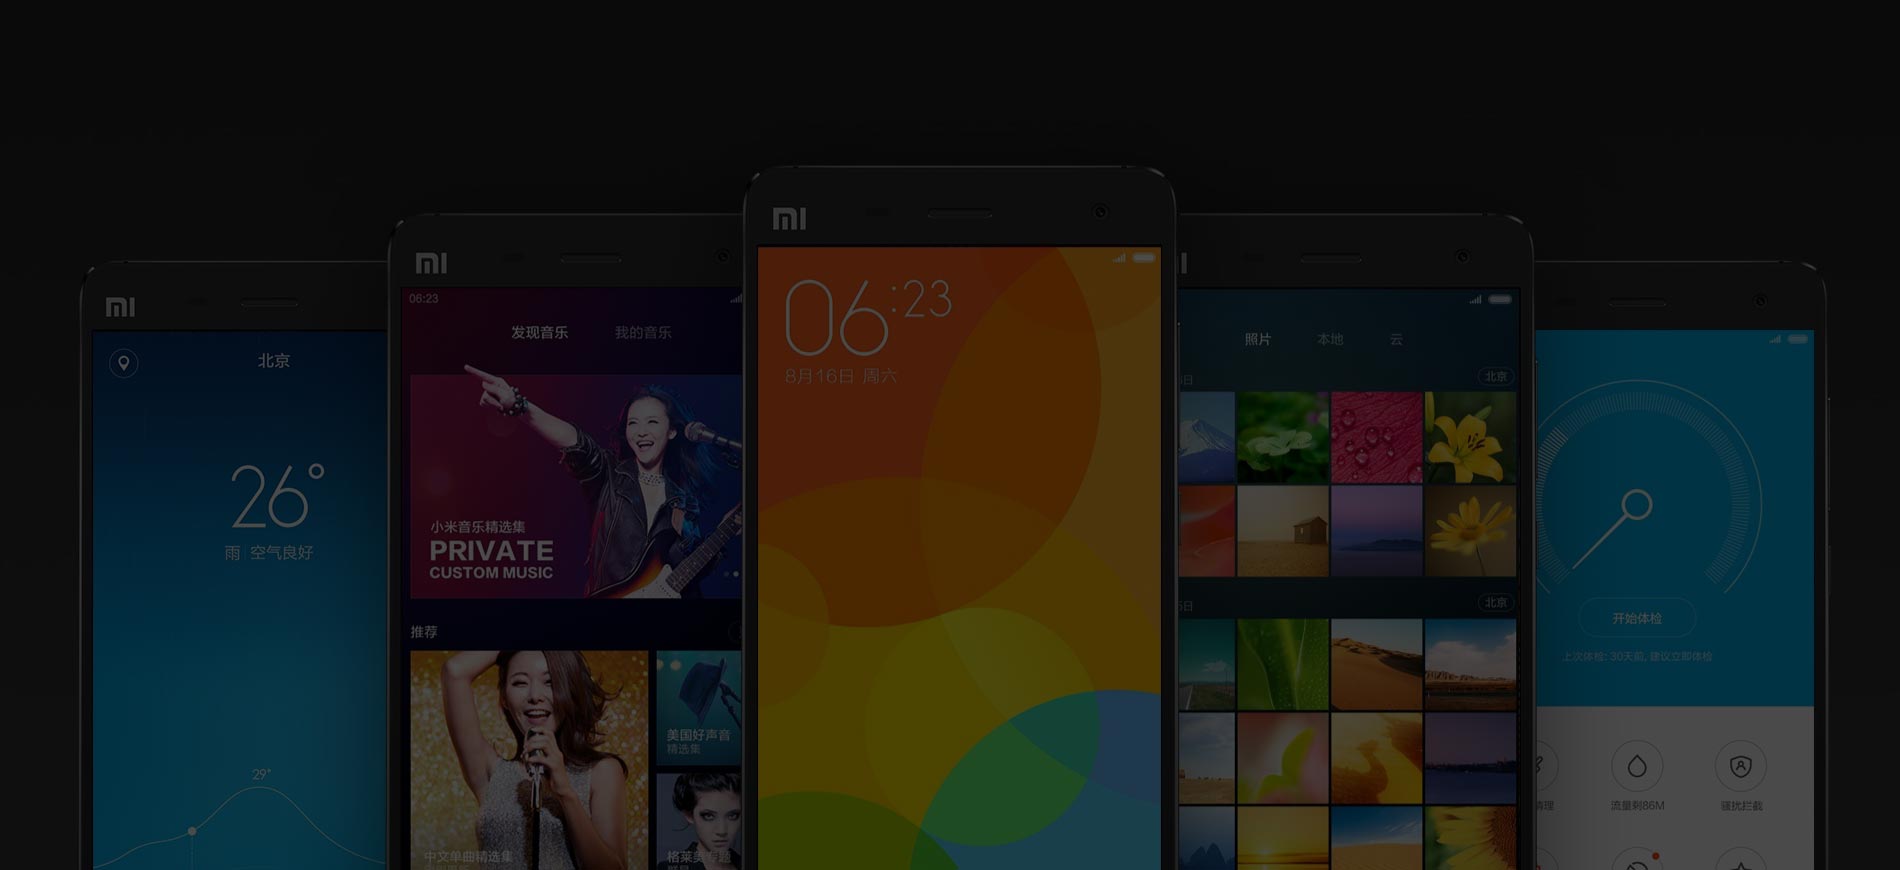 MI
北京
26°
雨 空气良好
29°
MI
06:23
发现音乐 我的音乐
小米音乐精选集
PRIVATE
CUSTOM MUSIC
推荐
美国好声音
精选集
中文单曲精选集
格莱美专题
MI
06:23
8月16日 周六
照片 本地 云
日 北京
日 北京
开始体检
上次体检: 30天前, 建议立即体检
清理 流量剩86M 骚扰拦截